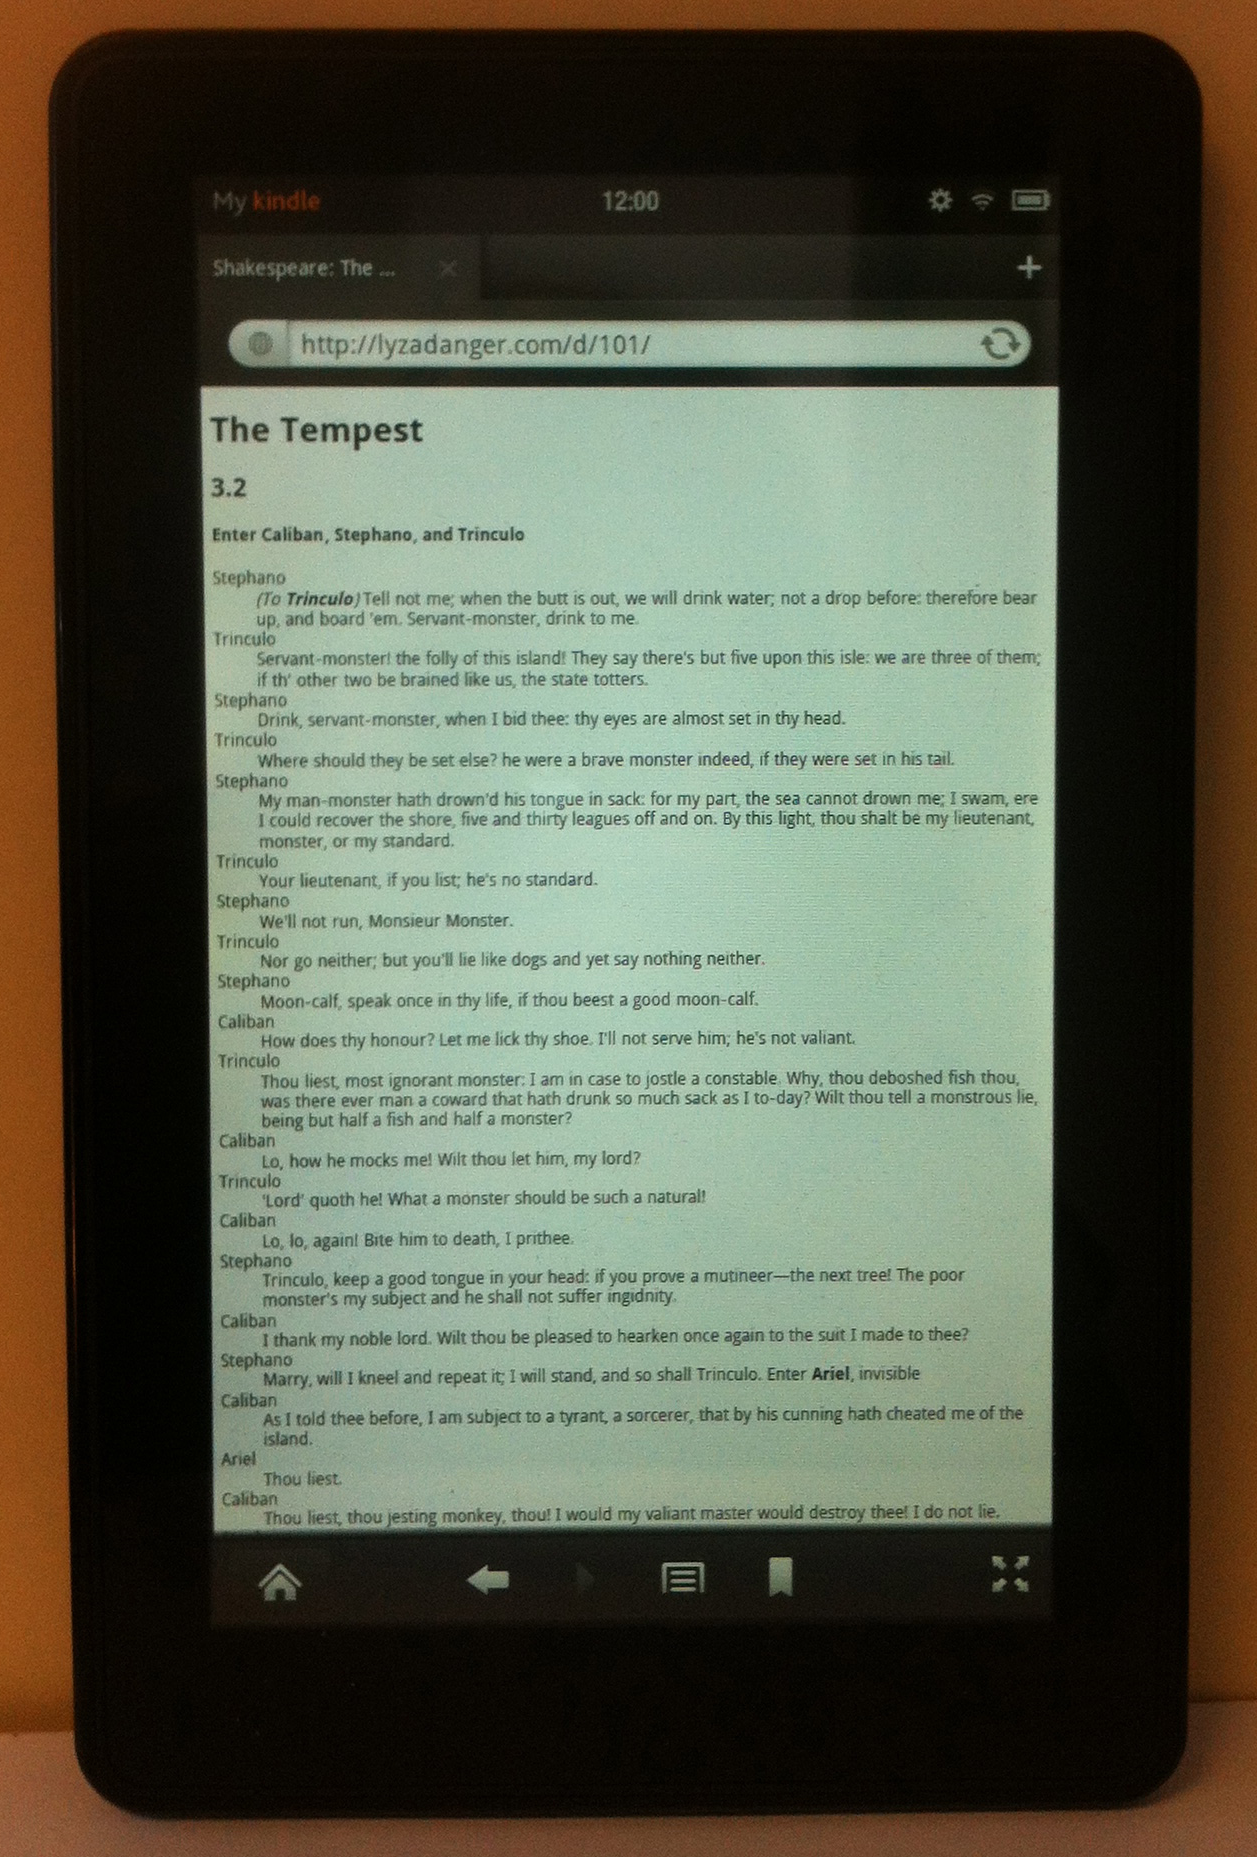 My kindle
12:00
Shakespeare: The ...
http://lyzadanger.com/d/101/
The Tempest
3.2
Enter Caliban, Stephano, and Trinculo
Stephano
(To Trinculo) Tell not me; when the butt is out, we will drink water; not a drop before: therefore bear
up, and board 'em. Servant-monster, drink to me.
Trinculo
Servant-monster! the folly of this island! They say there's but five upon this isle: we are three of them;
if th' other two be brained like us, the state totters.
Stephano
Drink, servant-monster, when I bid thee: thy eyes are almost set in thy head.
Trinculo
Where should they be set else? he were a brave monster indeed, if they were set in his tail.
Stephano
My man-monster hath drown'd his tongue in sack: for my part, the sea cannot drown me; I swam, ere
I could recover the shore, five and thirty leagues off and on. By this light, thou shalt be my lieutenant,
monster, or my standard.
Trinculo
Your lieutenant, if you list; he's no standard.
Stephano
We'll not run, Monsieur Monster.
Trinculo
Nor go neither; but you'll lie like dogs and yet say nothing neither.
Stephano
Moon-calf, speak once in thy life, if thou beest a good moon-calf.
Caliban
How does thy honour? Let me lick thy shoe. I'll not serve him; he's not valiant.
Trinculo
Thou liest, most ignorant monster: I am in case to jostle a constable. Why, thou deboshed fish thou,
was there ever man a coward that hath drunk so much sack as I to-day? Wilt thou tell a monstrous lie,
being but half a fish and half a monster?
Caliban
Lo, how he mocks me! Wilt thou let him, my lord?
Trinculo
'Lord' quoth he! What a monster should be such a natural!
Caliban
Lo, lo, again! Bite him to death, I prithee.
Stephano
Trinculo, keep a good tongue in your head: if you prove a mutineer—the next tree! The poor
monster's my subject and he shall not suffer ingidnity.
Caliban
I thank my noble lord. Wilt thou be pleased to hearken once again to the suit I made to thee?
Stephano
Marry, will I kneel and repeat it; I will stand, and so shall Trinculo. Enter Ariel, invisible
Caliban
As I told thee before, I am subject to a tyrant, a sorcerer, that by his cunning hath cheated me of the
island.
Ariel
Thou liest.
Caliban
Thou liest, thou jesting monkey, thou! I would my valiant master would destroy thee! I do not lie.